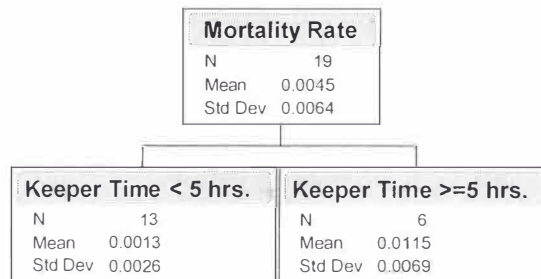 Mortality Rate
N 19
Mean 0.0045
Std Dev 0.0064
Keeper Time < 5 hrs.
N 13
Mean 0.0013
Std Dev 0.0026
Keeper Time >=5 hrs.
N 6
Mean 0.0115
Std Dev 0.0069